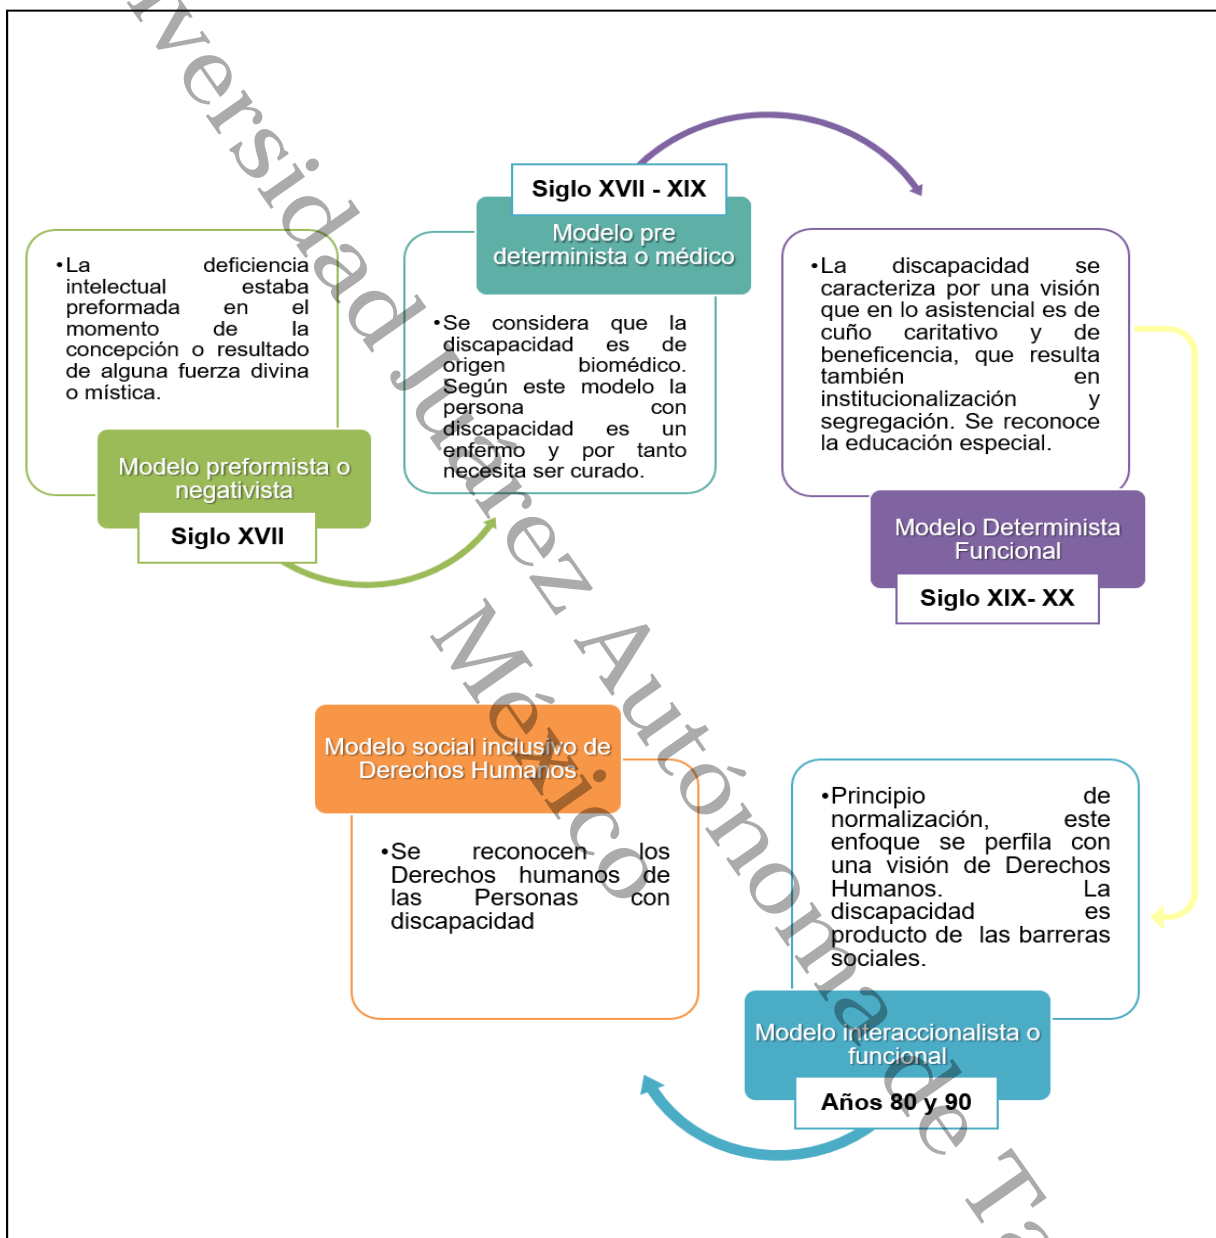 •La deficiencia
intelectual estaba
preformada en el
momento de la
concepción o resultado
de alguna fuerza divina
o mística.
Modelo preformista o
negativista
Siglo XVII
Siglo XVII - XIX
Modelo pre
determinista o médico
•Se considera que la
discapacidad es de
origen biomédico.
Según este modelo la
persona con
discapacidad es un
enfermo y por tanto
necesita ser curado.
•La discapacidad se
caracteriza por una visión
que en lo asistencial es de
cuño caritativo y de
beneficencia, que resulta
también en
institucionalización y
segregación. Se reconoce
la educación especial.
Modelo Determinista
Funcional
Siglo XIX- XX
•Principio de
normalización, este
enfoque se perfila con
una visión de Derechos
Humanos. La
discapacidad es
producto de las barreras
sociales.
Modelo interaccionalista o
funcional
Años 80 y 90
Modelo social inclusivo de
Derechos Humanos
•Se reconocen los
Derechos humanos de
las Personas con
discapacidad
Juárez Autónoma de
México